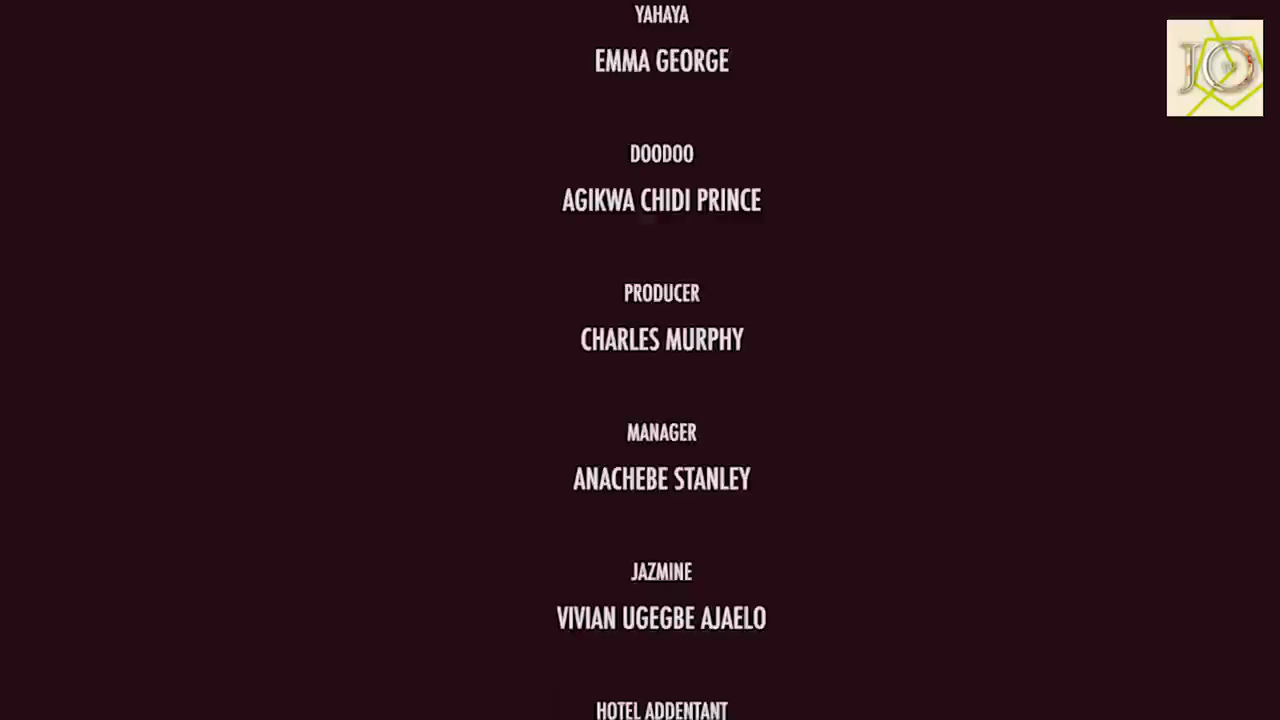 YAHAYA
EMMA GEORGE
DOODOO
AGIKWA CHIDI PRINCE
PRODUCER
CHARLES MURPHY
MANAGER
ANACHEBE STANLEY
JAZMINE
VIVIAN UGEGBE AJAELO
HOTEL ADDENTANT
JO